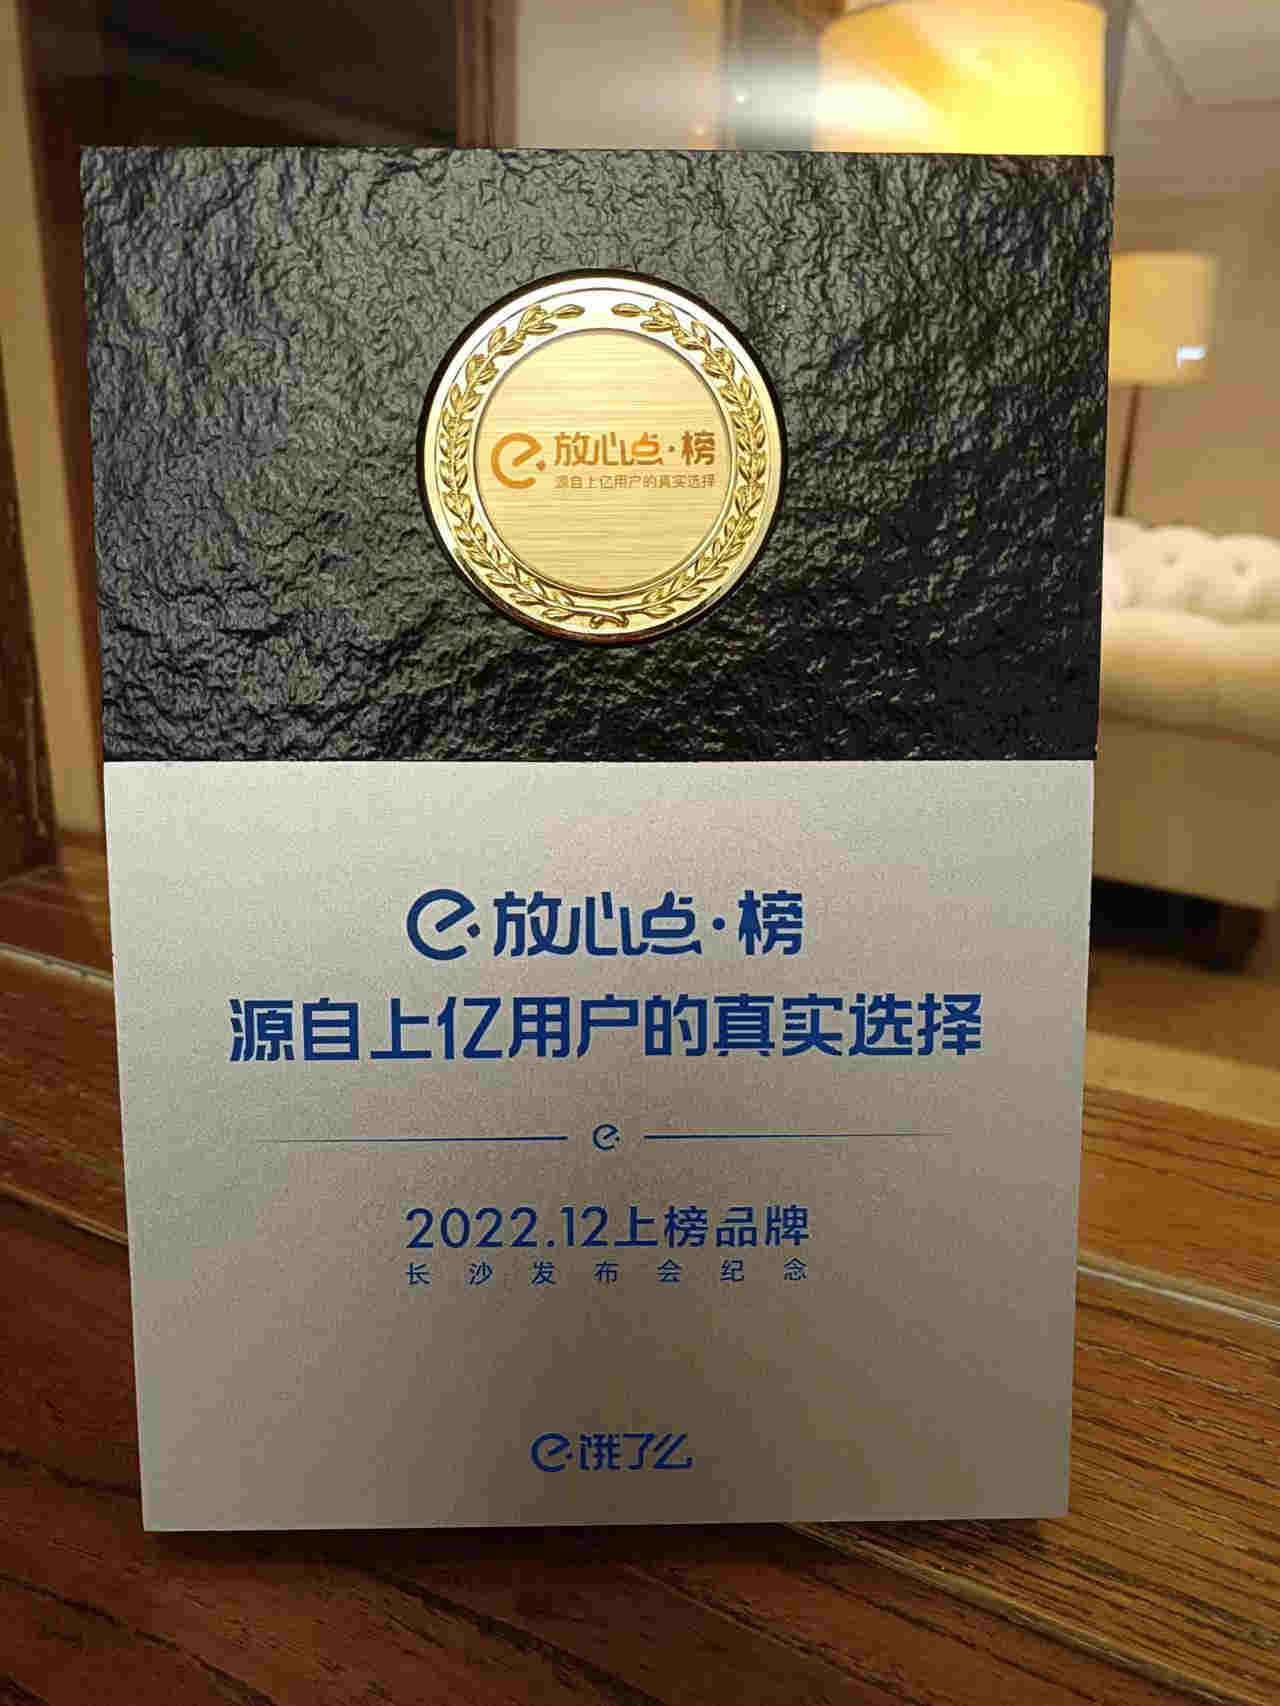 放心点·榜
源自上亿用户的真实选择
放心点·榜
源自上亿用户的真实选择
2022.12上榜品牌
长沙发布会纪念
饿了么